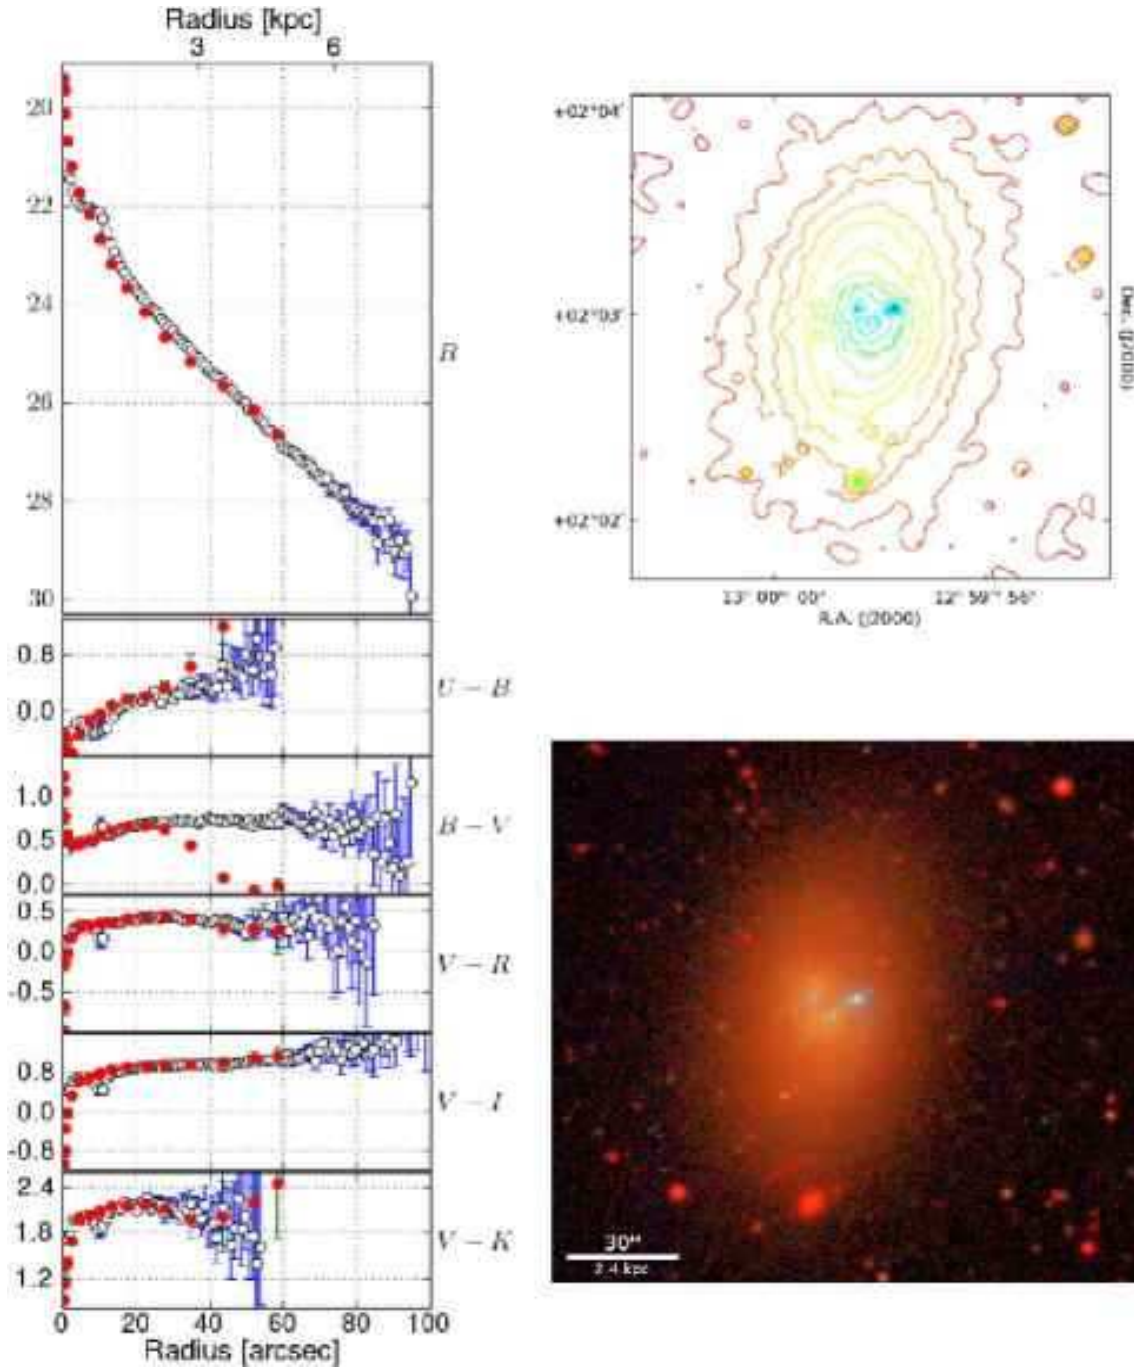 Radius [kpc]
3 6
20
22
24
26
28
30
R
0.8
0.0
U - B
1.0
0.5
0.0
B - V
0.5
0.0
-0.5
V - R
0.8
0.0
-0.8
V - I
2.4
1.8
1.2
V - K
0 20 40 60 80 100
Radius [arcsec]
+02°04'
+02°03'
+02°02'
Dec. (J2000)
13ʰ 00ᵐ 00ˢ 12ʰ 59ᵐ 56ˢ
R.A. (J2000)
30"
2.4 kpc